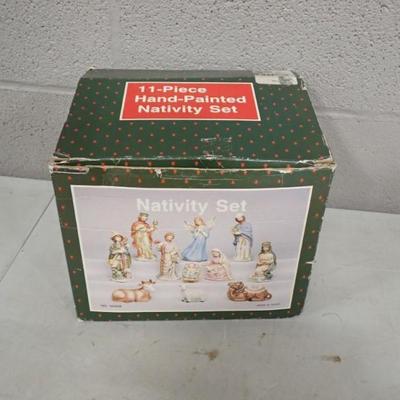 11-Piece
Hand-Painted
Nativity Set
Nativity Set